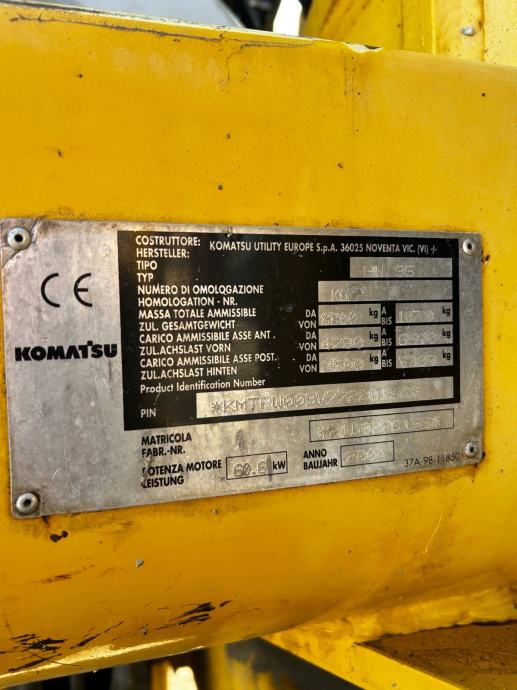 COSTRUTTORE: KOMATSU UTILITY EUROPE S.p.A. 36025 NOVENTA VIC. (VI)
HERSTELLER:
TIPO
TYP
NUMERO DI OMOLOGAZIONE
HOMOLOGATION - NR.
MASSA TOTALE AMMISSIBILE DA kg A kg
ZUL. GESAMTGEWICHT VON BIS
CARICO AMMISSIBILE ASSE ANT. DA kg A kg
ZUL.ACHSLAST VORN VON BIS
CARICO AMMISSIBILE ASSE POST. DA kg A kg
ZUL.ACHSLAST HINTEN VON BIS
Product Identification Number
PIN
MATRICOLA
FABR.-NR.
POTENZA MOTORE 60.6 kW ANNO
LEISTUNG BAUJAHR
37A-98-11850
CE
KOMATSU